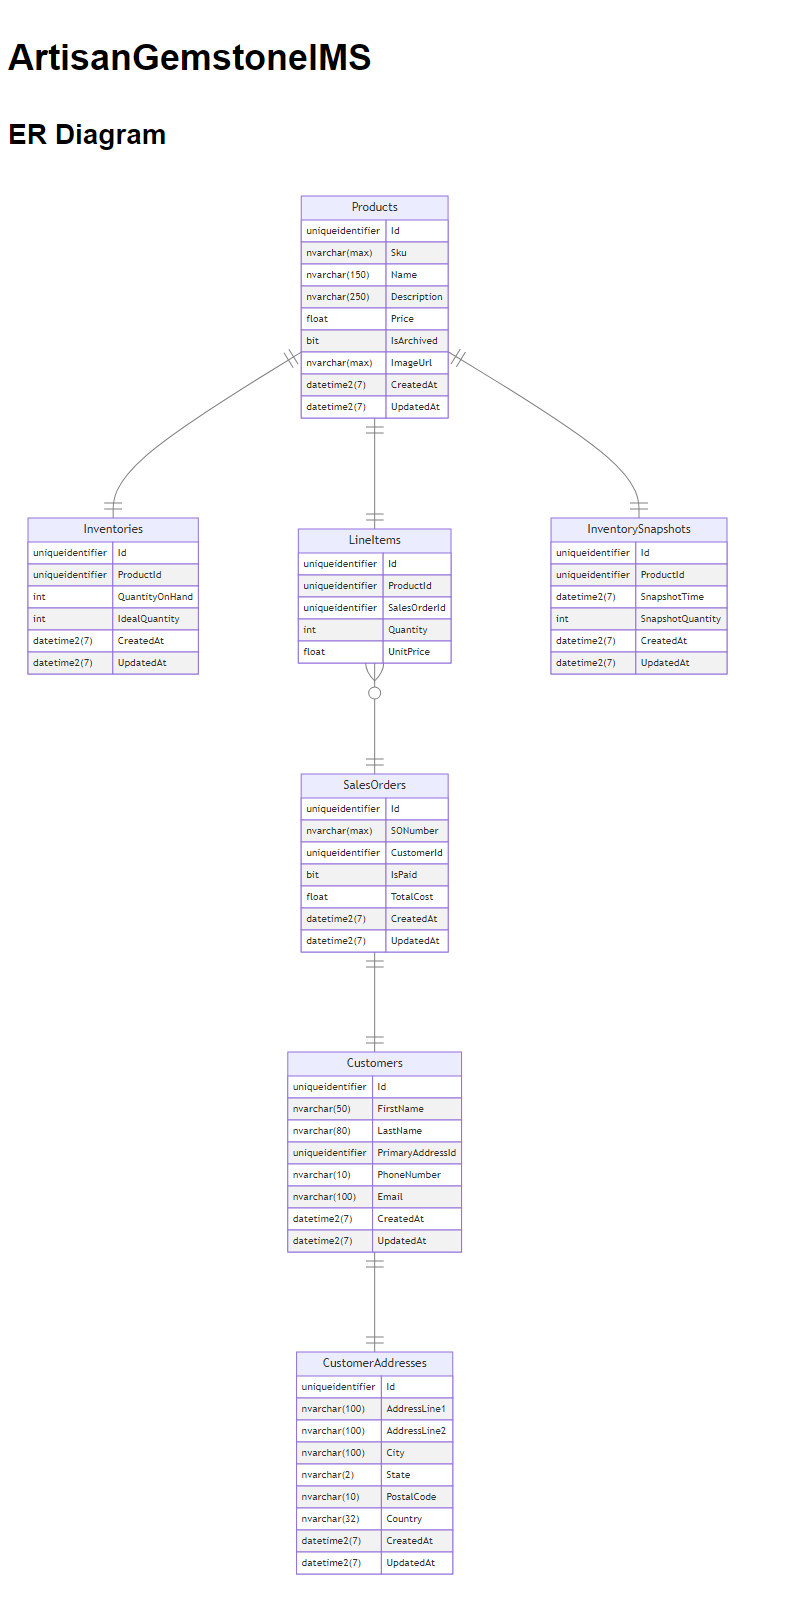 ArtisanGemstoneIMS
ER Diagram
Products
uniqueidentifier Id
nvarchar(max) Sku
nvarchar(150) Name
nvarchar(250) Description
float Price
bit IsArchived
nvarchar(max) ImageUrl
datetime2(7) CreatedAt
datetime2(7) UpdatedAt
Inventories
uniqueidentifier Id
uniqueidentifier ProductId
int QuantityOnHand
int IdealQuantity
datetime2(7) CreatedAt
datetime2(7) UpdatedAt
LineItems
uniqueidentifier Id
uniqueidentifier ProductId
uniqueidentifier SalesOrderId
int Quantity
float UnitPrice
InventorySnapshots
uniqueidentifier Id
uniqueidentifier ProductId
datetime2(7) SnapshotTime
int SnapshotQuantity
datetime2(7) CreatedAt
datetime2(7) UpdatedAt
SalesOrders
uniqueidentifier Id
nvarchar(max) SONumber
uniqueidentifier CustomerId
bit IsPaid
float TotalCost
datetime2(7) CreatedAt
datetime2(7) UpdatedAt
Customers
uniqueidentifier Id
nvarchar(50) FirstName
nvarchar(80) LastName
uniqueidentifier PrimaryAddressId
nvarchar(10) PhoneNumber
nvarchar(100) Email
datetime2(7) CreatedAt
datetime2(7) UpdatedAt
CustomerAddresses
uniqueidentifier Id
nvarchar(100) AddressLine1
nvarchar(100) AddressLine2
nvarchar(100) City
nvarchar(2) State
nvarchar(10) PostalCode
nvarchar(32) Country
datetime2(7) CreatedAt
datetime2(7) UpdatedAt